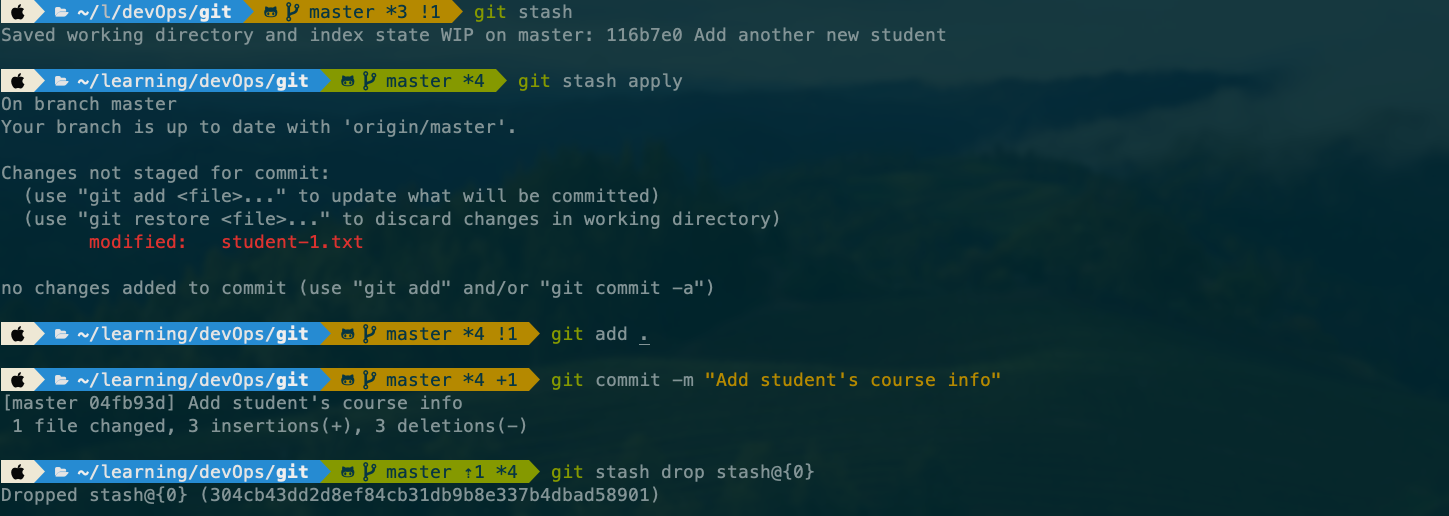 ~/l/devOps/git master *3 !1 git stash
Saved working directory and index state WIP on master: 116b7e0 Add another new student
~/learning/devOps/git master *4 git stash apply
On branch master
Your branch is up to date with 'origin/master'.
Changes not staged for commit:
(use "git add <file>..." to update what will be committed)
(use "git restore <file>..." to discard changes in working directory)
modified: student-1.txt
no changes added to commit (use "git add" and/or "git commit -a")
~/learning/devOps/git master *4 !1 git add .
~/learning/devOps/git master *4 +1 git commit -m "Add student's course info"
[master 04fb93d] Add student's course info
1 file changed, 3 insertions(+), 3 deletions(-)
~/learning/devOps/git master ⇡1 *4 git stash drop stash@{0}
Dropped stash@{0} (304cb43dd2d8ef84cb31db9b8e337b4dbad58901)